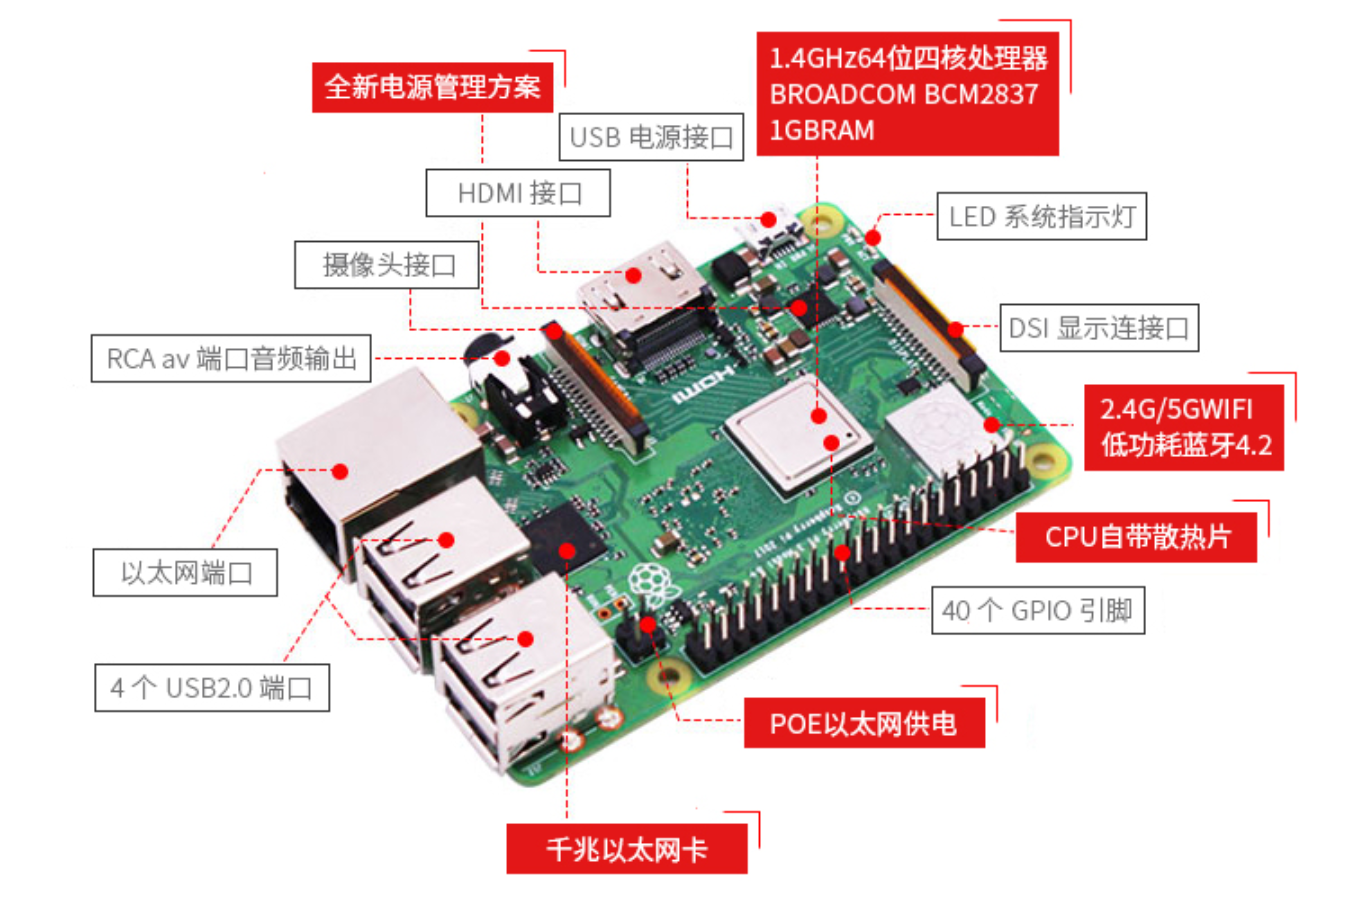 1.4GHz64位四核处理器
BROADCOM BCM2837
1GBRAM
全新电源管理方案
USB 电源接口
HDMI 接口
LED 系统指示灯
摄像头接口
DSI 显示连接口
RCA av 端口音频输出
HDMI
2.4G/5GWIFI
低功耗蓝牙4.2
CPU自带散热片
以太网端口
40 个 GPIO 引脚
4 个 USB2.0 端口
POE以太网供电
千兆以太网卡